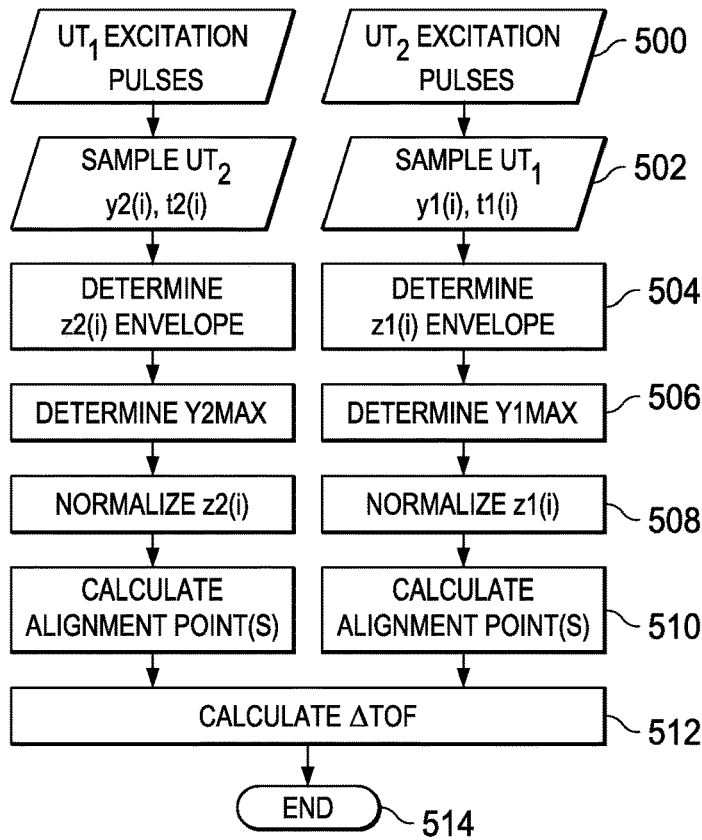 UT1 EXCITATION
PULSES
UT2 EXCITATION
PULSES
500
SAMPLE UT2
y2(i), t2(i)
SAMPLE UT1
y1(i), t1(i)
502
DETERMINE
z2(i) ENVELOPE
DETERMINE
z1(i) ENVELOPE
504
DETERMINE Y2MAX
DETERMINE Y1MAX
506
NORMALIZE z2(i)
NORMALIZE z1(i)
508
CALCULATE
ALIGNMENT POINT(S)
CALCULATE
ALIGNMENT POINT(S)
510
CALCULATE ΔTOF
512
END
514